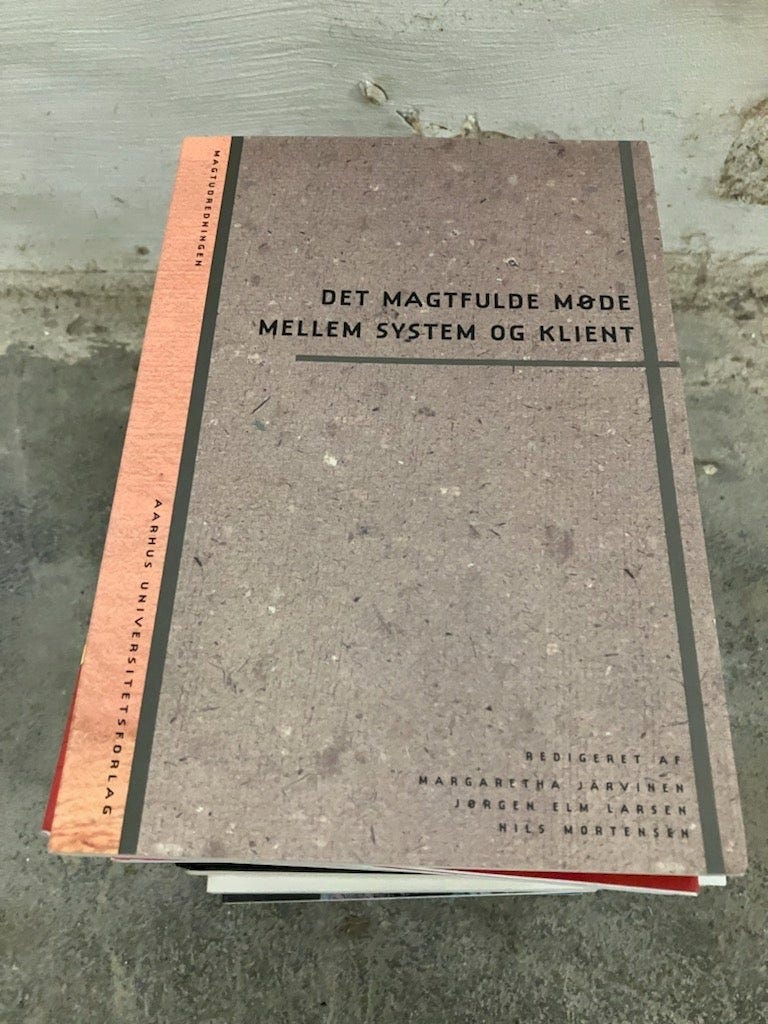 MAGTUDREDNINGEN
DET MAGTFULDE MØDE
MELLEM SYSTEM OG KLIENT
AARHUS UNIVERSITETSFORLAG
REDIGERET AF
MARGARETHA JÄRVINEN
JØRGEN ELM LARSEN
NILS MORTENSEN